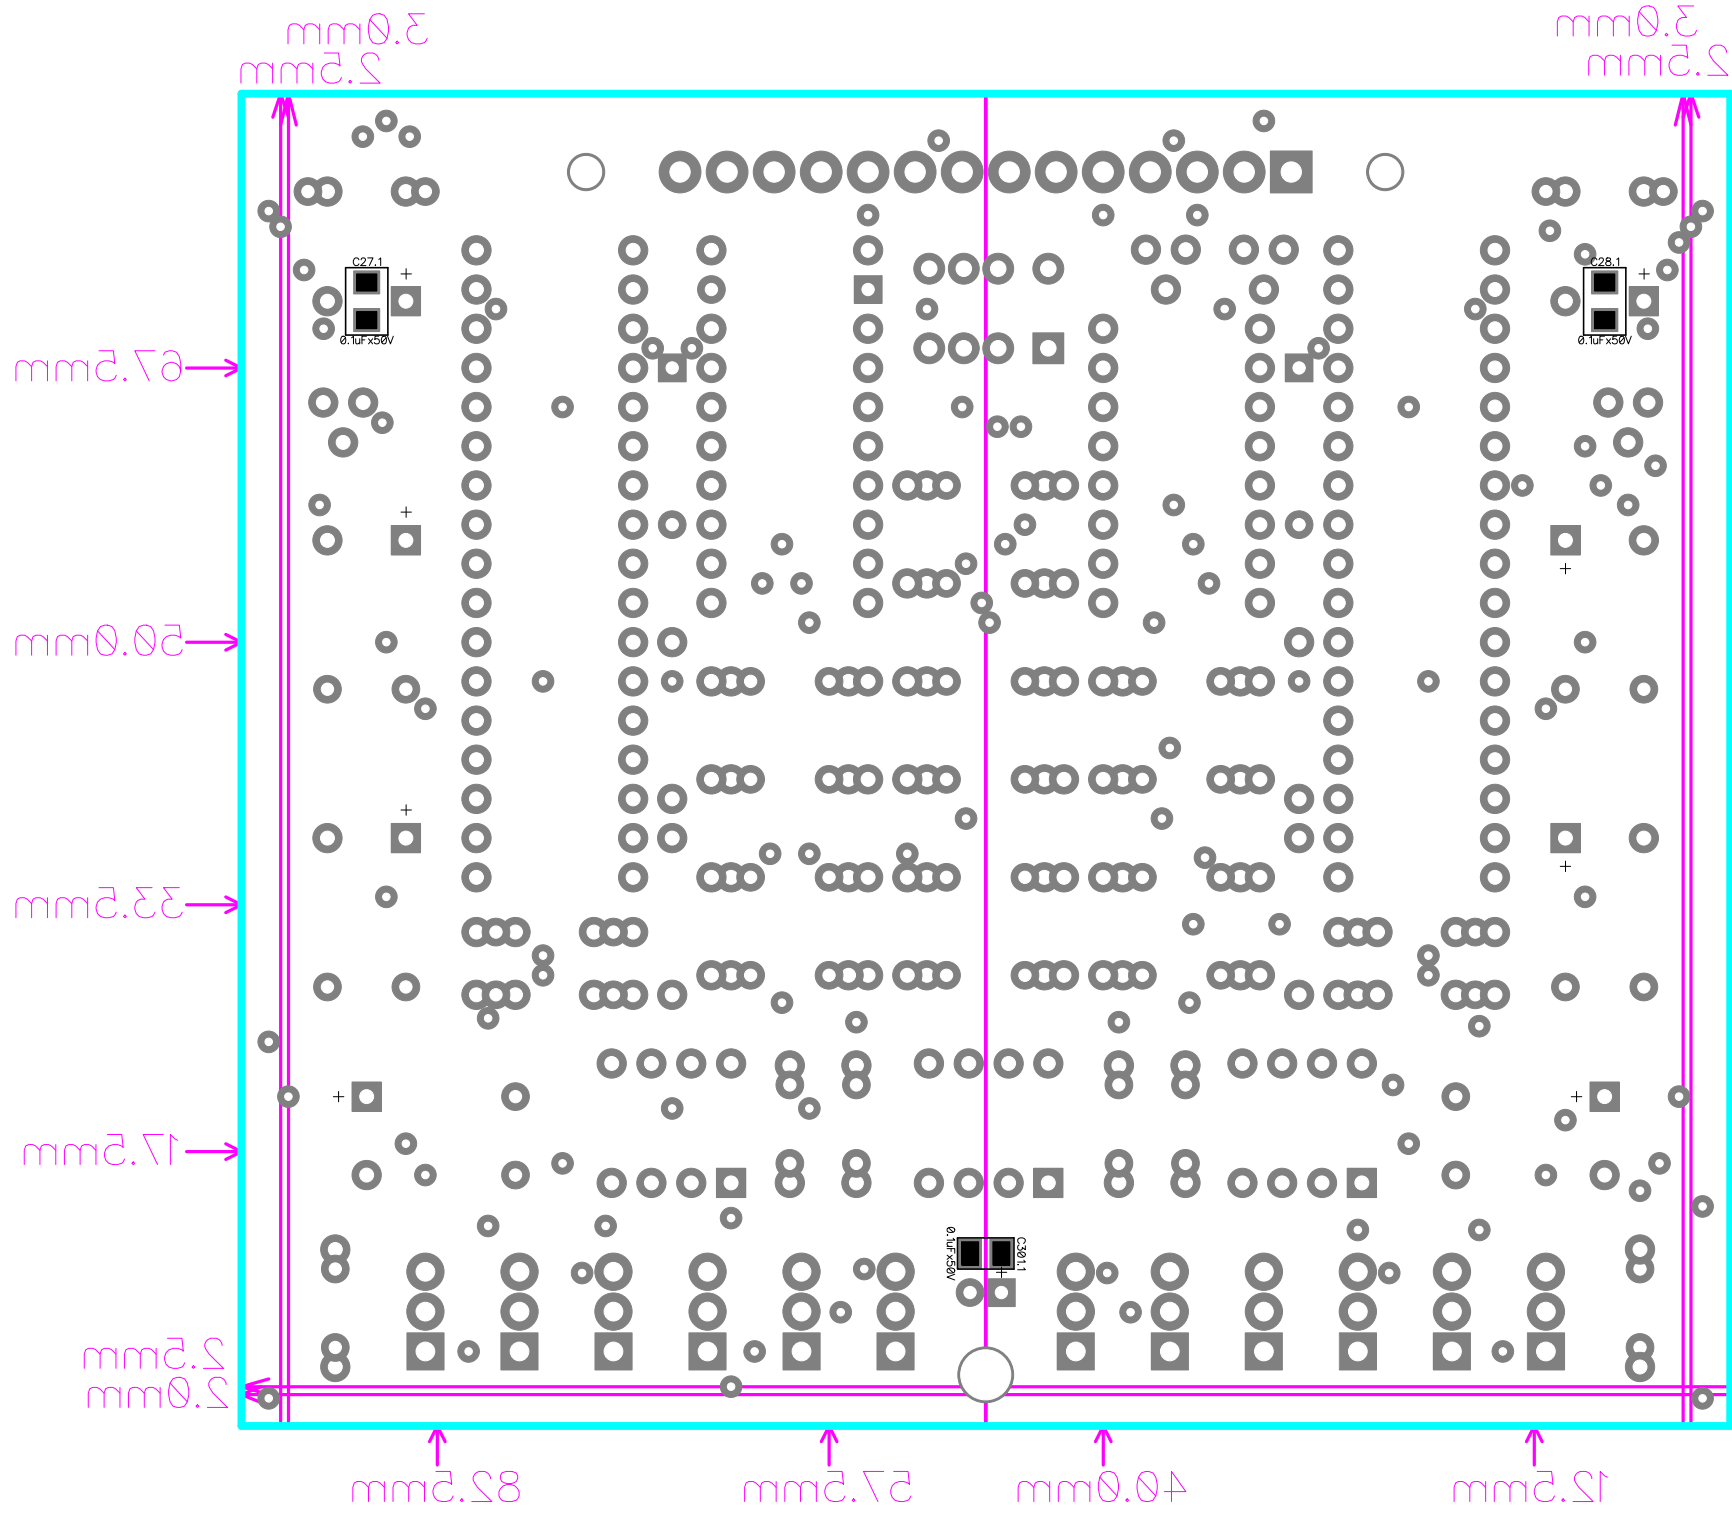 3.0mm
3.0mm
2.5mm
2.5mm
C27.1
+
0.1uFx50V
C28.1
+
0.1uFx50V
67.5mm
+
+
50.0mm
+
+
33.5mm
+
+
17.5mm
0.1uFx50V
C301.1
+
2.5mm
2.0mm
82.5mm
57.5mm
40.0mm
12.5mm